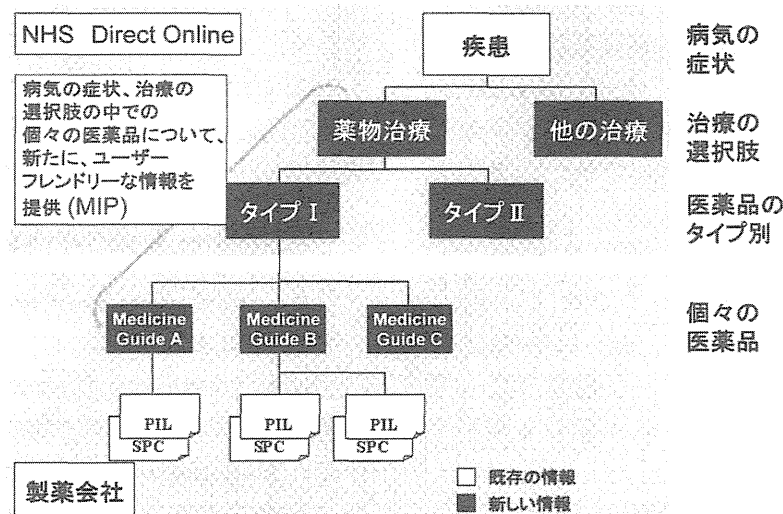 NHS Direct Online
疾患
病気の
症状
病気の症状、治療の
選択肢の中での
個々の医薬品について、
新たに、ユーザー
フレンドリーな情報を
提供 (MIP)
薬物治療
他の治療
治療の
選択肢
タイプ I
タイプ II
医薬品の
タイプ別
Medicine
Guide A
Medicine
Guide B
Medicine
Guide C
個々の
医薬品
PIL
SPC
PIL
SPC
PIL
SPC
製薬会社
既存の情報
新しい情報